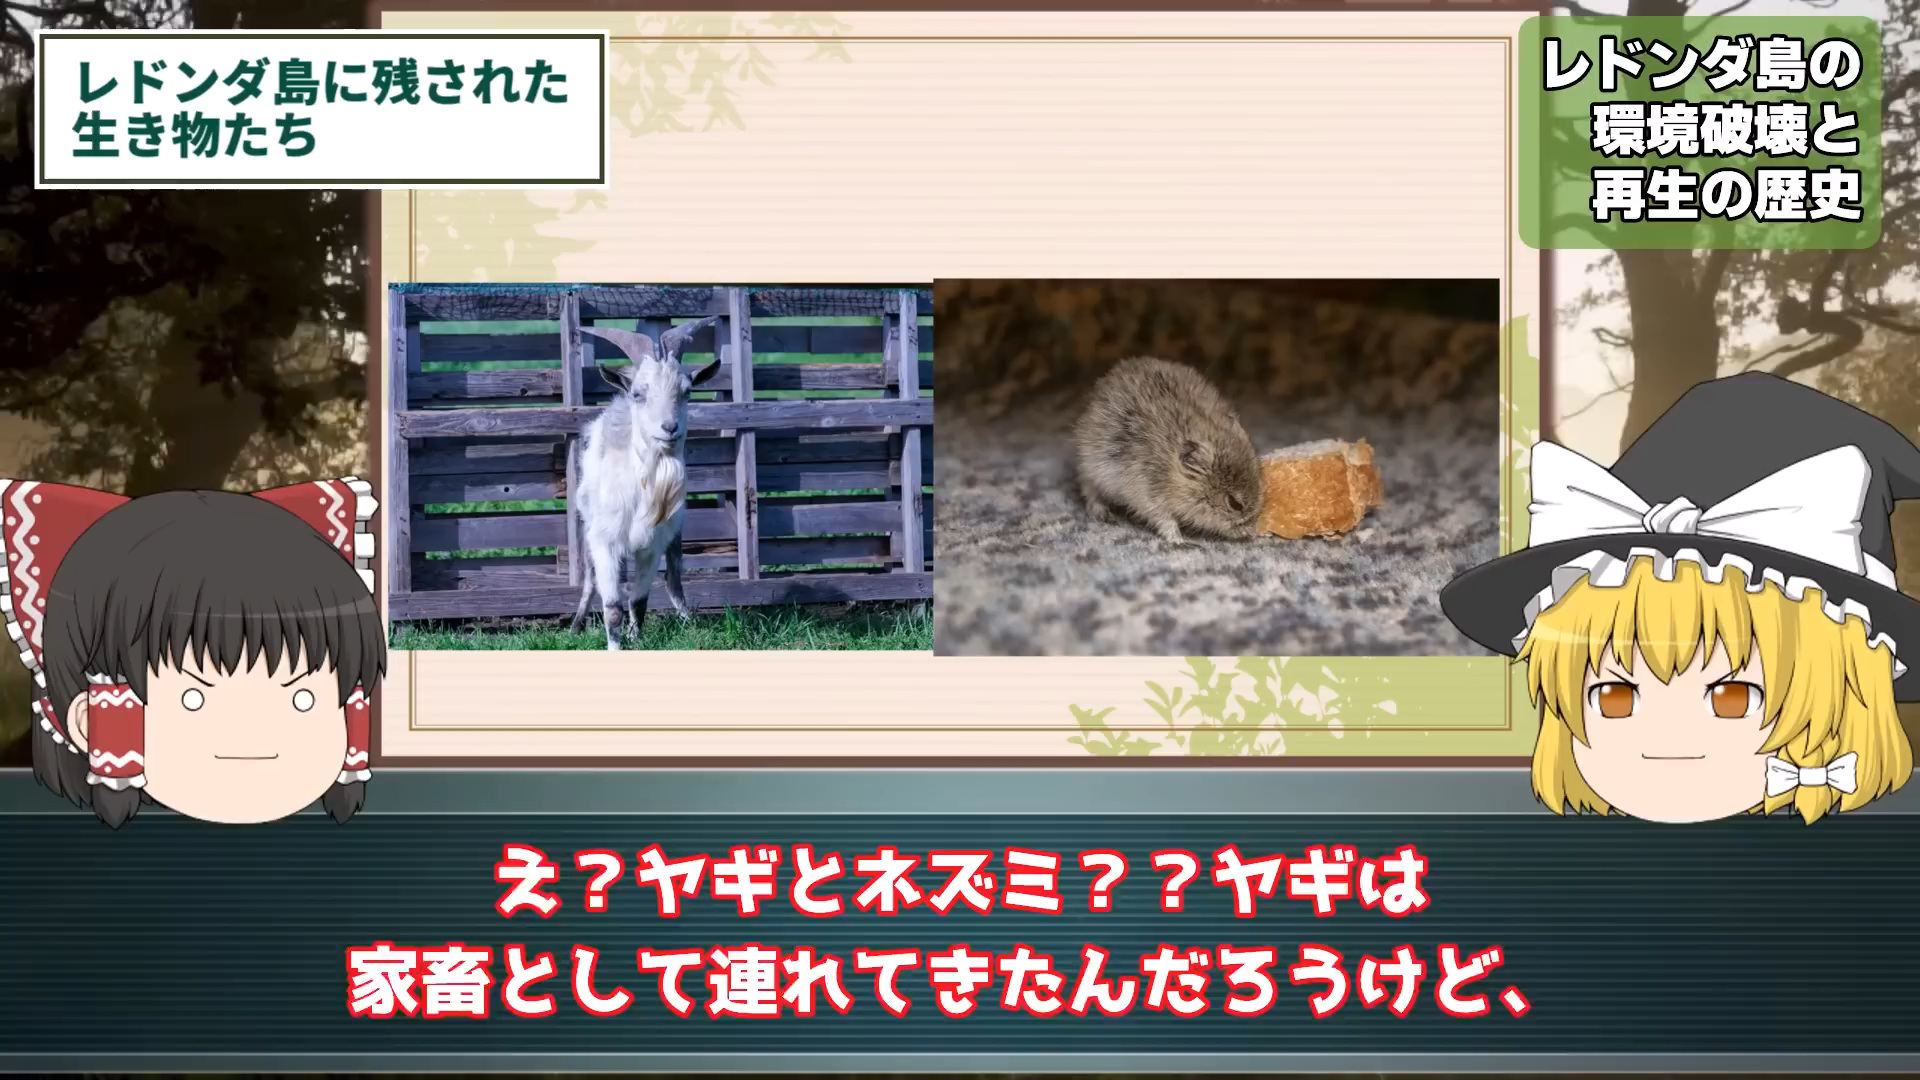 レドンダ島に残された
生き物たち
レドンダ島の
環境破壊と
再生の歴史
え？ヤギとネズミ？？ヤギは
家畜として連れてきたんだろうけど、